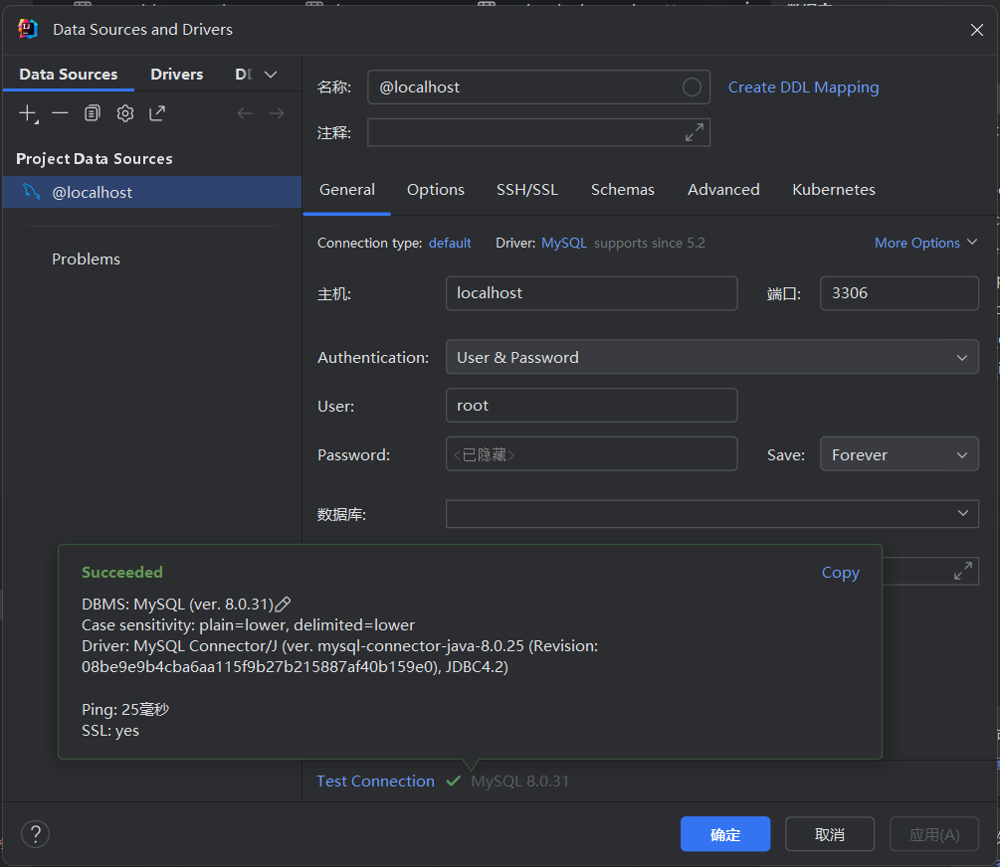 Data Sources and Drivers
Data Sources Drivers
Project Data Sources
@localhost
Problems
名称: @localhost Create DDL Mapping
注释:
General Options SSH/SSL Schemas Advanced Kubernetes
Connection type: default Driver: MySQL supports since 5.2 More Options
主机: localhost 端口: 3306
Authentication: User & Password
User: root
Password: <已隐藏> Save: Forever
数据库:
Succeeded Copy
DBMS: MySQL (ver. 8.0.31)
Case sensitivity: plain=lower, delimited=lower
Driver: MySQL Connector/J (ver. mysql-connector-java-8.0.25 (Revision:
08be9e9b4cba6aa115f9b27b215887af40b159e0), JDBC4.2)
Ping: 25毫秒
SSL: yes
Test Connection MySQL 8.0.31
? 确定 取消 应用(A)